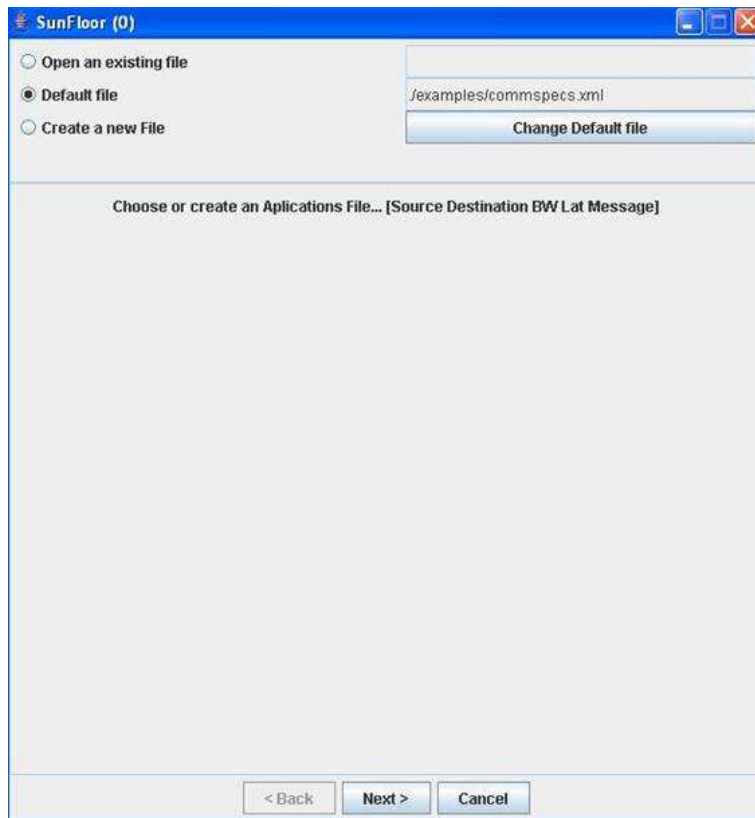 SunFloor (0)
Open an existing file
Default file ./examples/commspecs.xml
Create a new File Change Default file
Choose or create an Aplications File... [Source Destination BW Lat Message]
< Back Next > Cancel